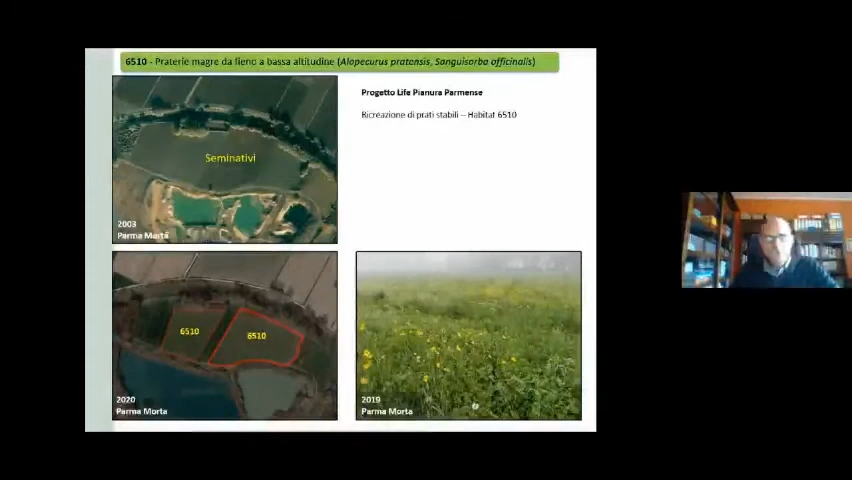 6510 - Praterie magre da fieno a bassa altitudine (Alopecurus pratensis, Sanguisorba officinalis)
Progetto Life Pianura Parmense
Ricreazione di prati stabili – Habitat 6510
Seminativi
2003
Parma Morta
6510
6510
2020
Parma Morta
2019
Parma Morta